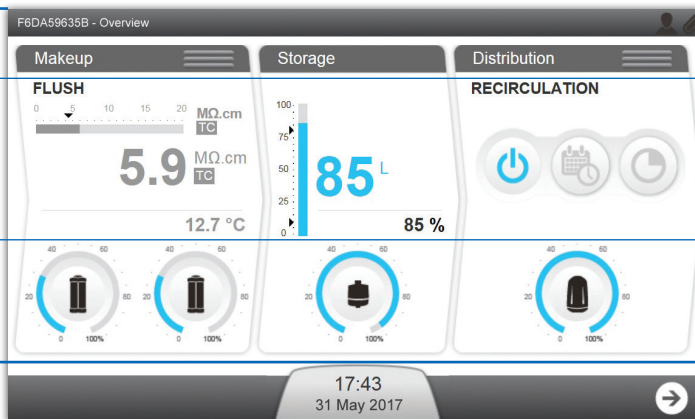 F6DA59635B - Overview
Makeup
Storage
Distribution
FLUSH
RECIRCULATION
0 5 10 15 20 MΩ.cm
TC
5.9 MΩ.cm
TC
12.7 °C
100
75
50
25
0
85 L
85 %
40 60
20 80
0 100%
40 60
20 80
0 100%
40 60
20 80
0 100%
40 60
20 80
0 100%
17:43
31 May 2017